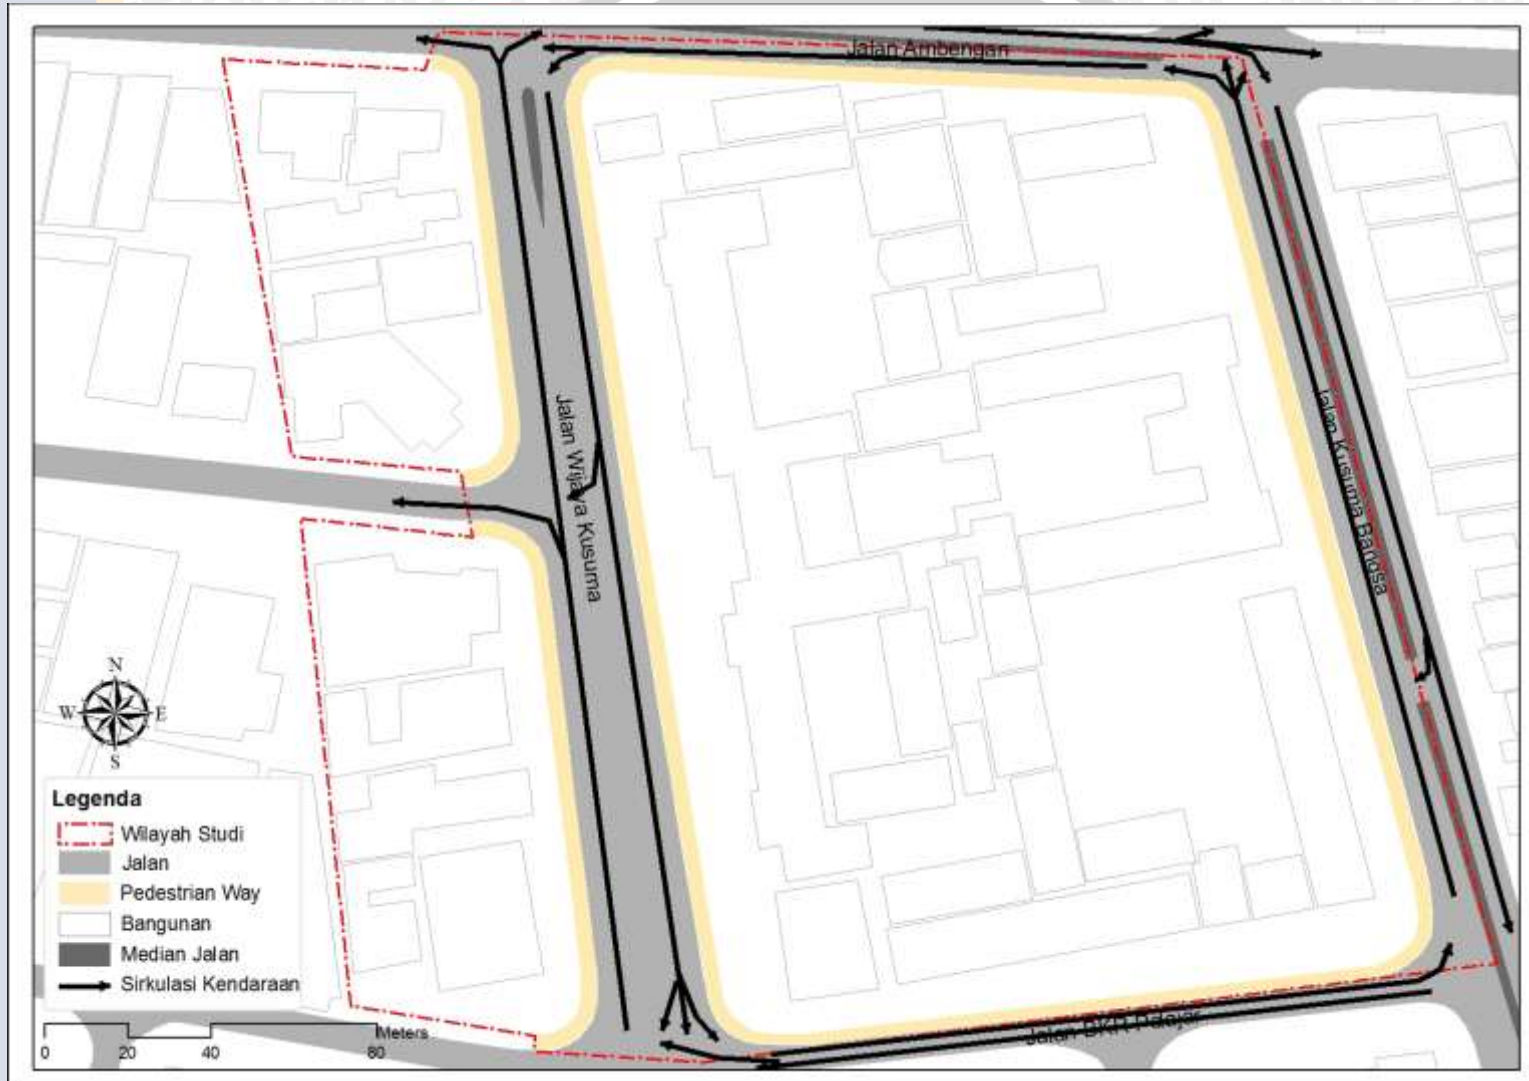 Jalan Ambengan
Jalan Wijaya Kusuma
Jalan Kusuma Bangsa
N
W E
S
Legenda
Wilayah Studi
Jalan
Pedestrian Way
Bangunan
Median Jalan
Sirkulasi Kendaraan
Meters
0 20 40 80
Jalan